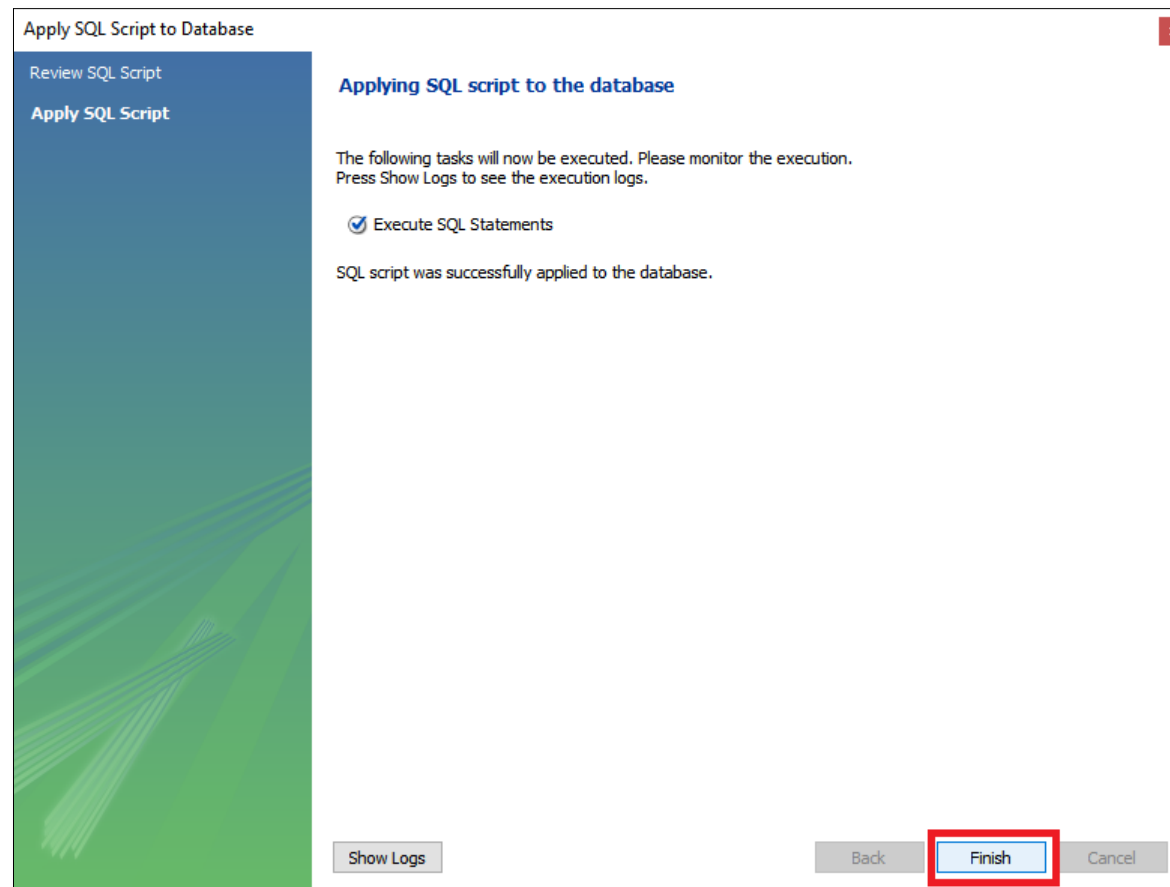 Apply SQL Script to Database
Review SQL Script
Apply SQL Script
Applying SQL script to the database
The following tasks will now be executed. Please monitor the execution.
Press Show Logs to see the execution logs.
Execute SQL Statements
SQL script was successfully applied to the database.
Show Logs
Back
Finish
Cancel